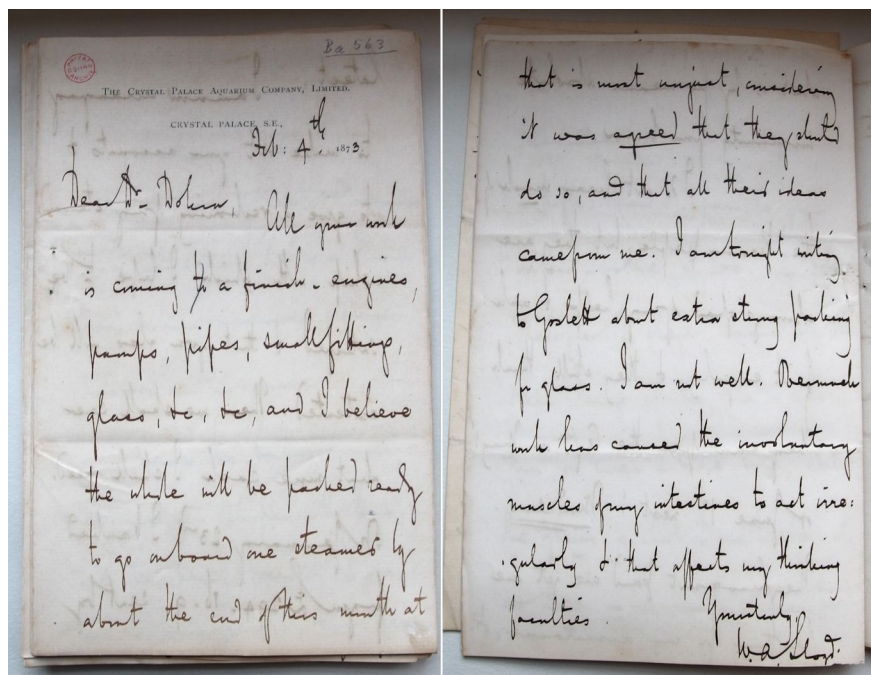 Ba 563
THE CRYSTAL PALACE AQUARIUM COMPANY, LIMITED.
CRYSTAL PALACE, S.E.,
Feb: 4th. 1873
Dear Dr. Dohrn,
All your work
is coming to a finish - engines,
pumps, pipes, small fittings,
glass, &c, &c, and I believe
the whole will be packed ready
to go onboard one steamer by
about the end of this month at
that is most unjust, considering
it was agreed that they should
do so, and that all their ideas
came from me. I am tonight writing
to Goslett about extra strong packing
for glass. I am not well. Overmuch
work has caused the involuntary
muscles of my intestines to act irre:
gularly & that affects my thinking
faculties. Yours truly
W. A. Lloyd.